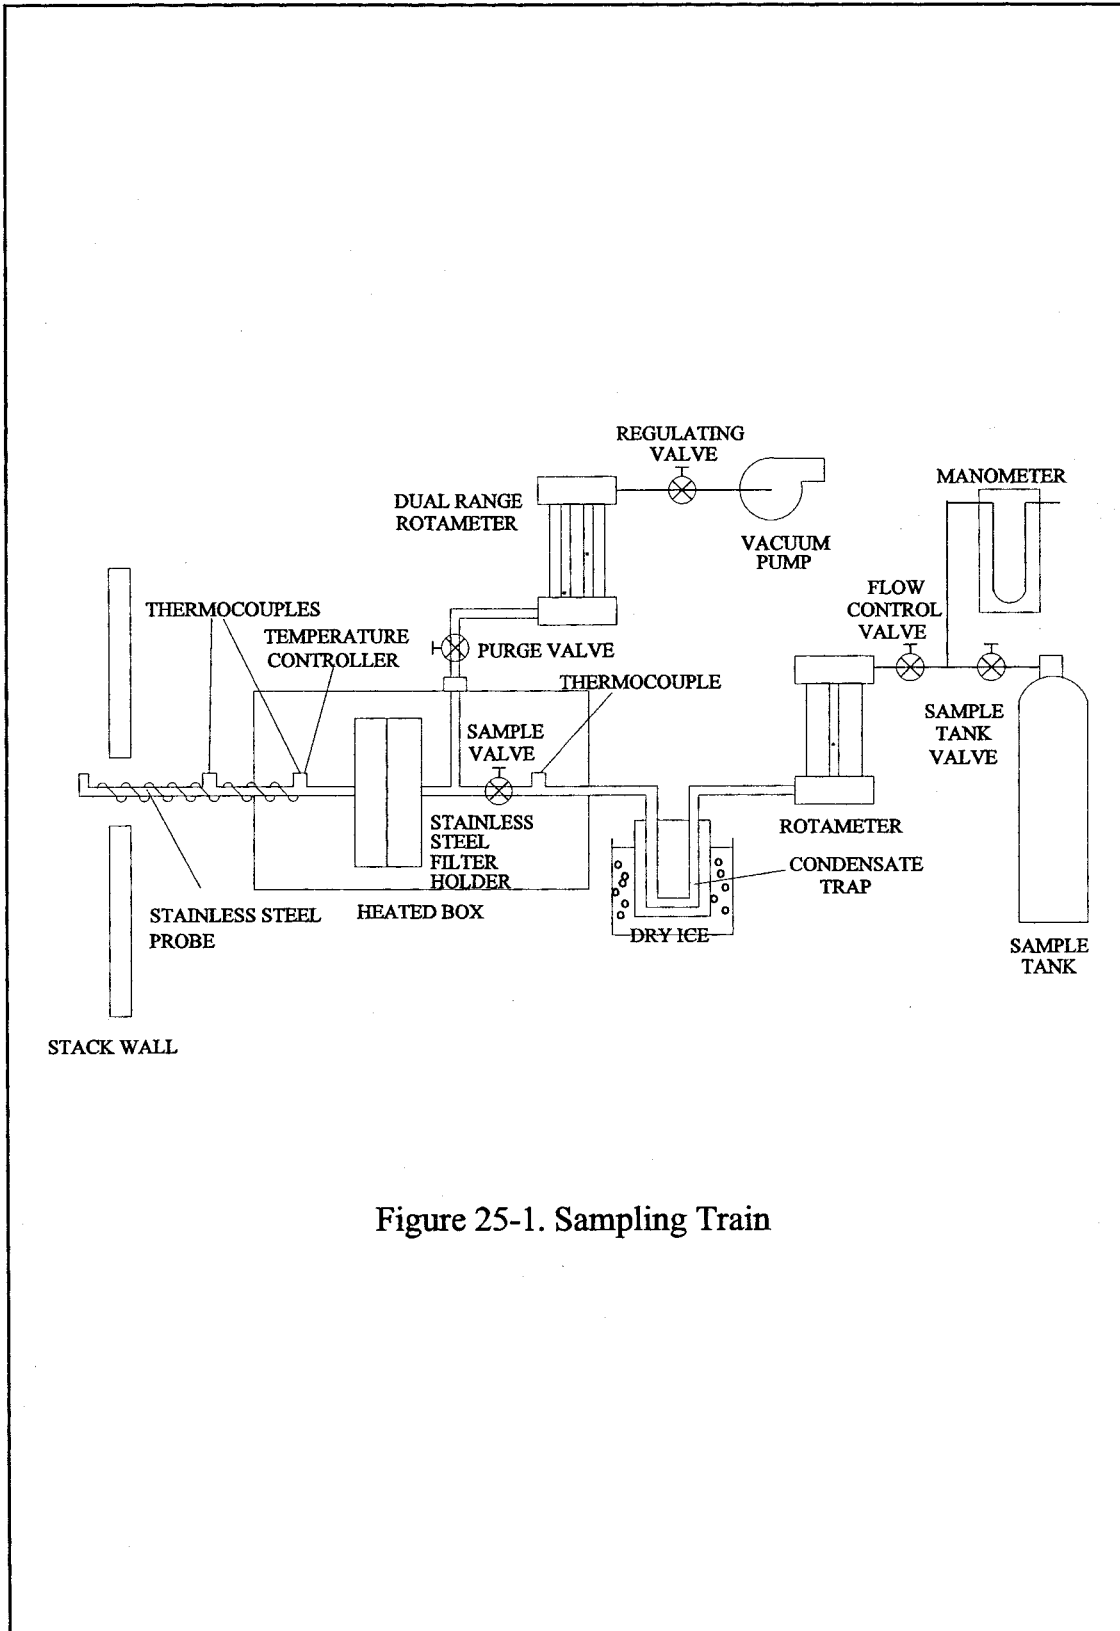 REGULATING
VALVE
MANOMETER
DUAL RANGE
ROTAMETER
VACUUM
PUMP
FLOW
CONTROL
VALVE
THERMOCOUPLES
TEMPERATURE
CONTROLLER
PURGE VALVE
THERMOCOUPLE
SAMPLE
VALVE
SAMPLE
TANK
VALVE
STAINLESS
STEEL
FILTER
HOLDER
ROTAMETER
CONDENSATE
TRAP
HEATED BOX
STAINLESS STEEL
PROBE
DRY ICE
SAMPLE
TANK
STACK WALL
Figure 25-1. Sampling Train